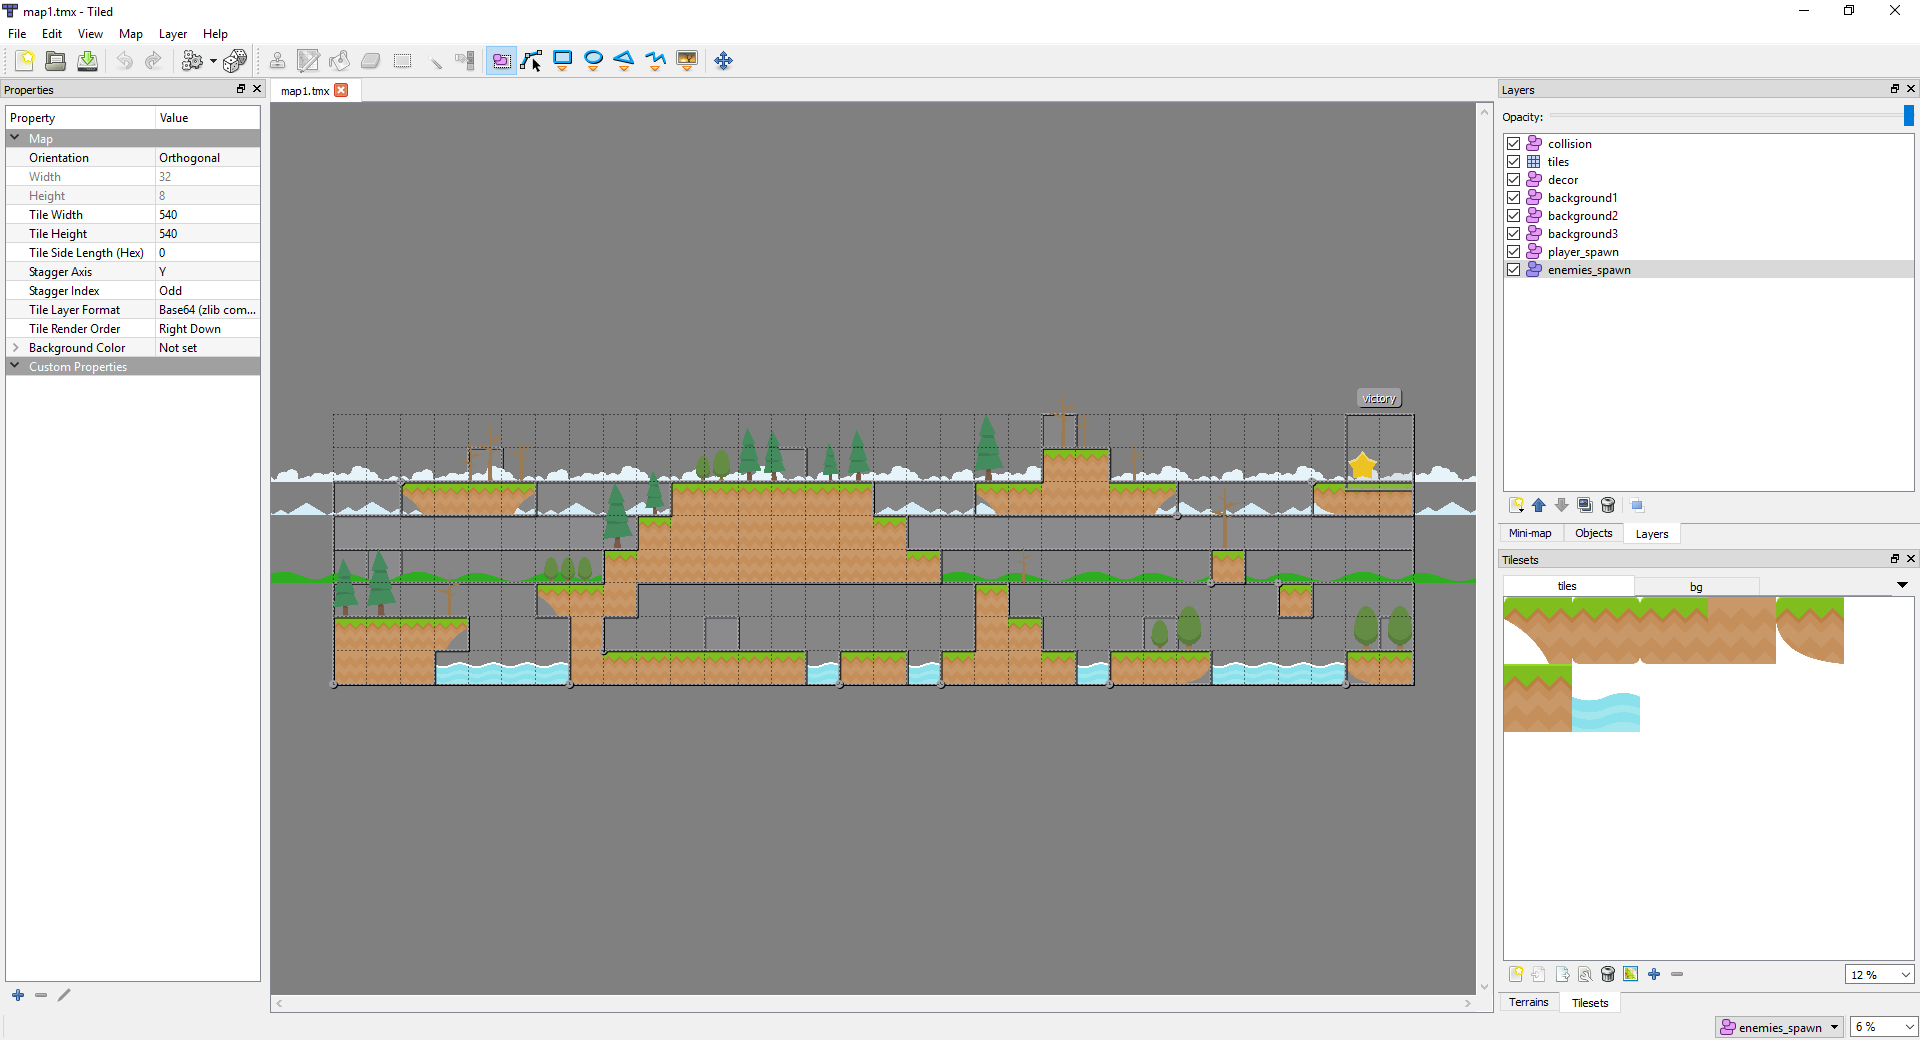 map1.tmx - Tiled
File Edit View Map Layer Help
Properties
map1.tmx
Layers
Property Value
Map
Orientation Orthogonal
Width 32
Height 8
Tile Width 540
Tile Height 540
Tile Side Length (Hex) 0
Stagger Axis Y
Stagger Index Odd
Tile Layer Format Base64 (zlib com...
Tile Render Order Right Down
Background Color Not set
Custom Properties
victory
Opacity:
collision
tiles
decor
background1
background2
background3
player_spawn
enemies_spawn
Mini-map Objects Layers
Tilesets
tiles bg
12 %
Terrains Tilesets
enemies_spawn 6 %